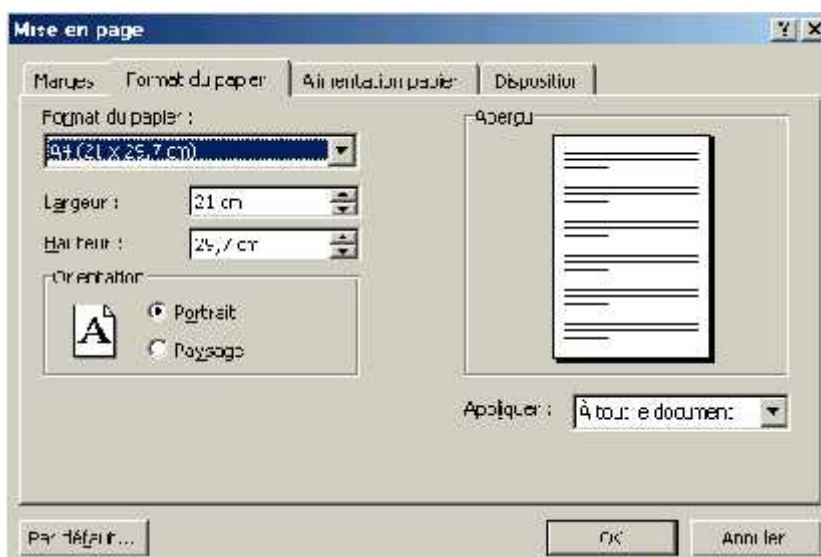 Mise en page
Marges Format du papier Alimentation papier Disposition
Format du papier :
A4 (21 x 29,7 cm)
Largeur : 21 cm
Hauteur : 29,7 cm
Orientation
A
Portrait
Paysage
Aperçu
Appliquer : À tout le document
Par défaut... OK Annuler